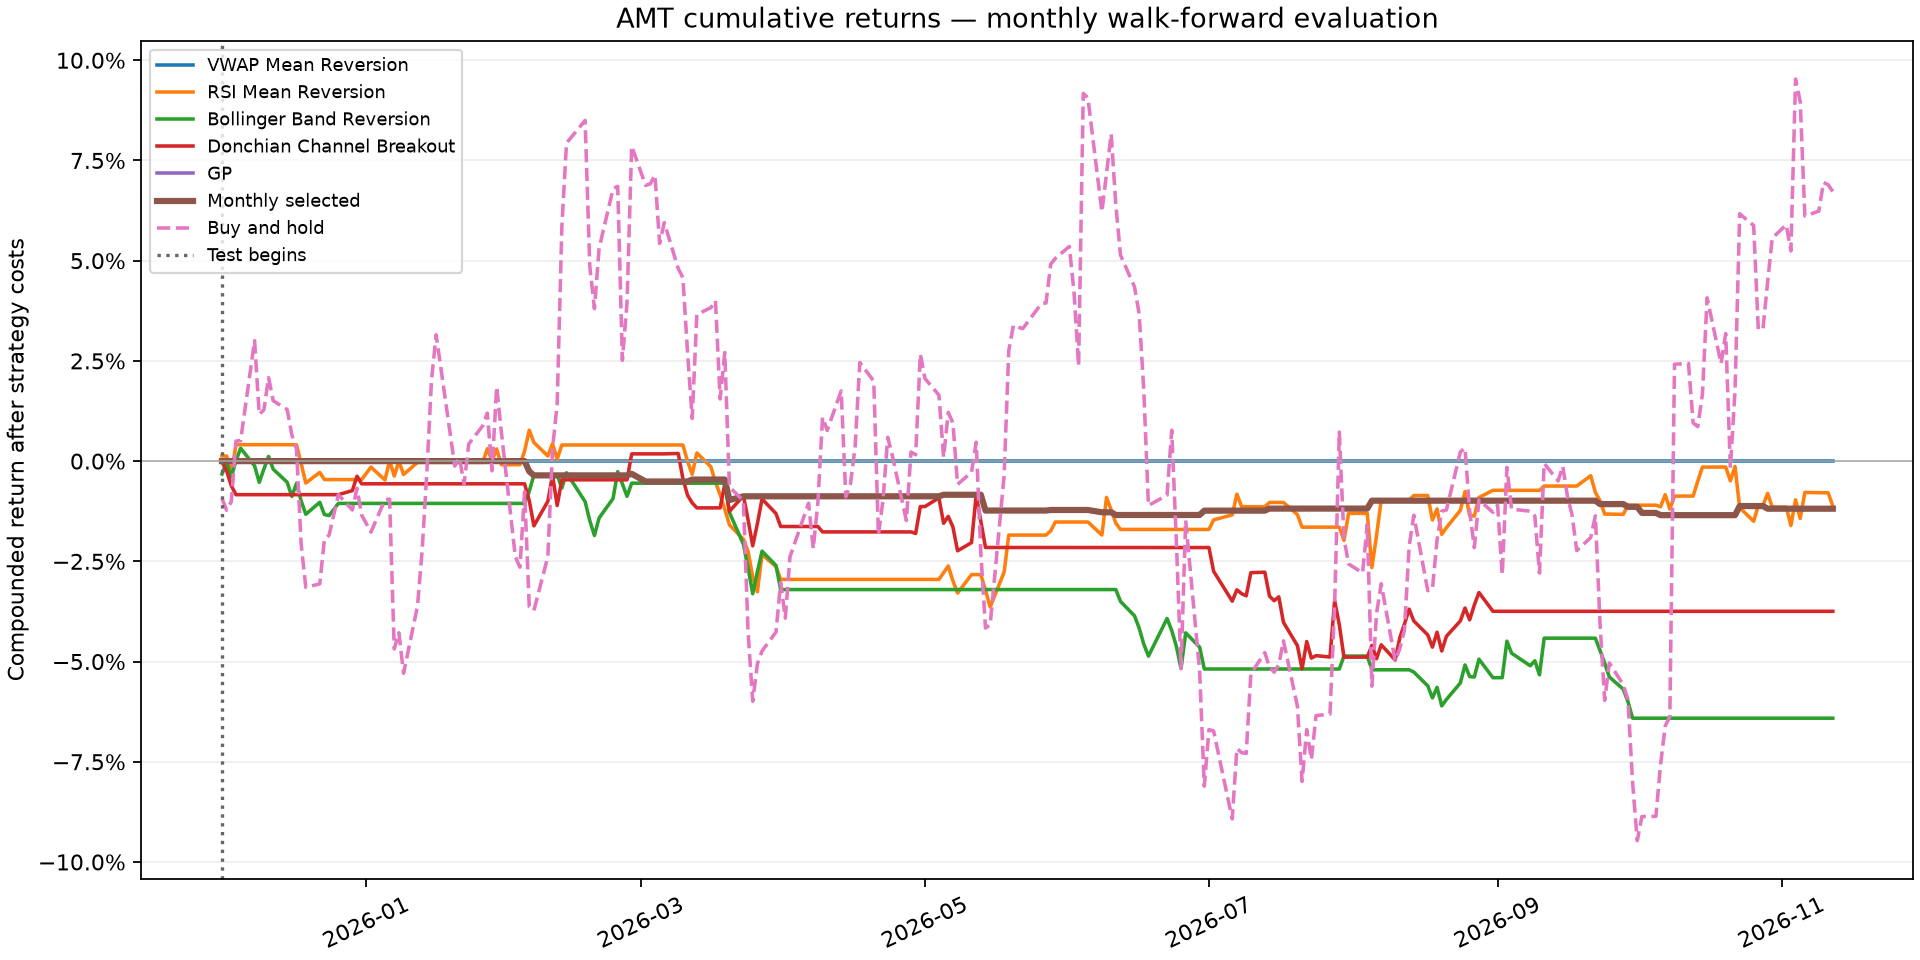 AMT cumulative returns — monthly walk-forward evaluation
VWAP Mean Reversion
RSI Mean Reversion
Bollinger Band Reversion
Donchian Channel Breakout
GP
Monthly selected
Buy and hold
Test begins
Compounded return after strategy costs
10.0%
7.5%
5.0%
2.5%
0.0%
−2.5%
−5.0%
−7.5%
−10.0%
2026-01
2026-03
2026-05
2026-07
2026-09
2026-11